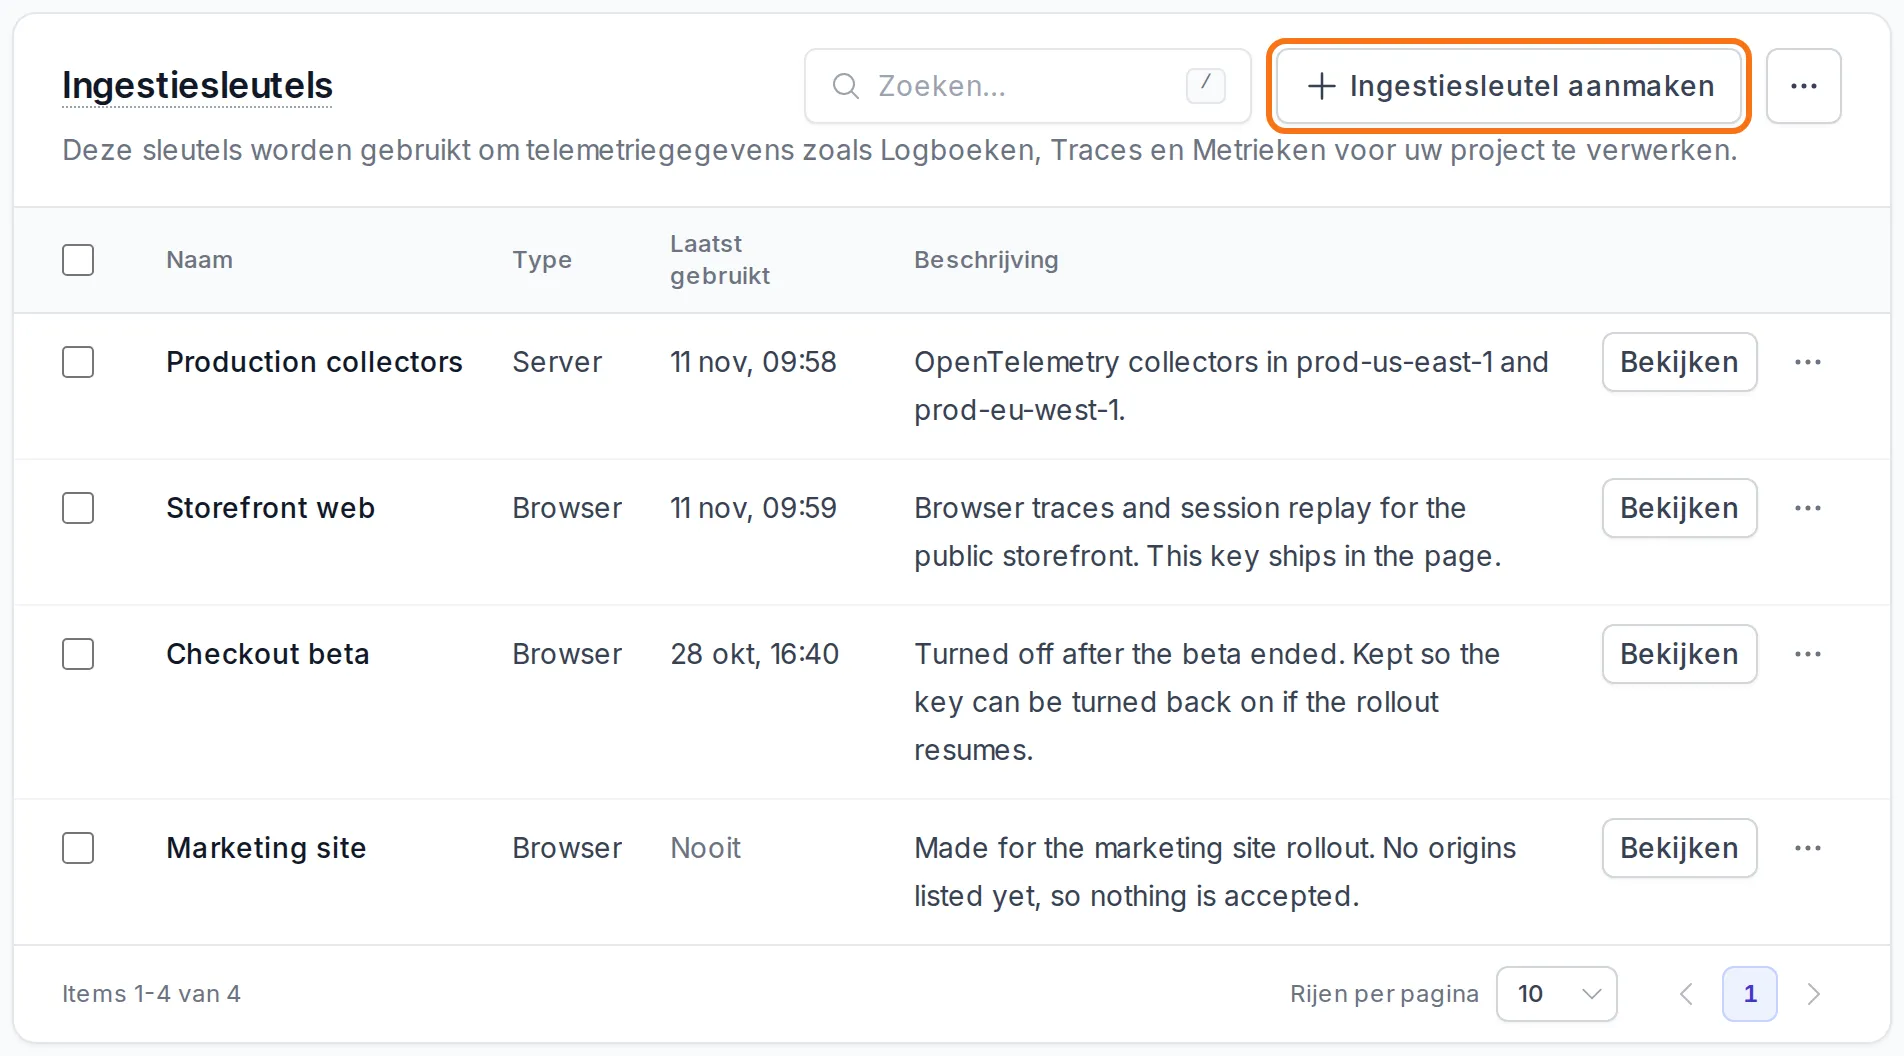 Ingestiesleutels
Zoeken...
/
Ingestiesleutel aanmaken
Deze sleutels worden gebruikt om telemetriegegevens zoals Logboeken, Traces en Metrieken voor uw project te verwerken.
Naam
Type
Laatst
gebruikt
Beschrijving
Production collectors
Server
11 nov, 09:58
OpenTelemetry collectors in prod-us-east-1 and
prod-eu-west-1.
Bekijken
Storefront web
Browser
11 nov, 09:59
Browser traces and session replay for the
public storefront. This key ships in the page.
Bekijken
Checkout beta
Browser
28 okt, 16:40
Turned off after the beta ended. Kept so the
key can be turned back on if the rollout
resumes.
Bekijken
Marketing site
Browser
Nooit
Made for the marketing site rollout. No origins
listed yet, so nothing is accepted.
Bekijken
Items 1-4 van 4
Rijen per pagina
10
1